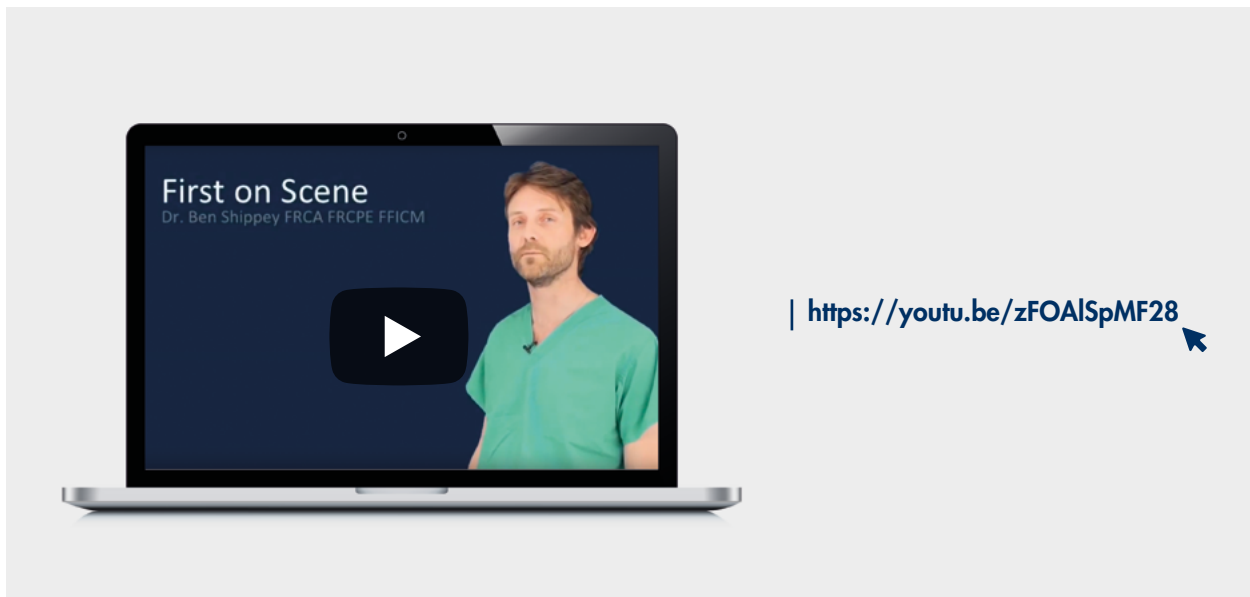 First on Scene
Dr. Ben Shippey FRCA FRCPE FFICM
| https://youtu.be/zFOAlSpMF28